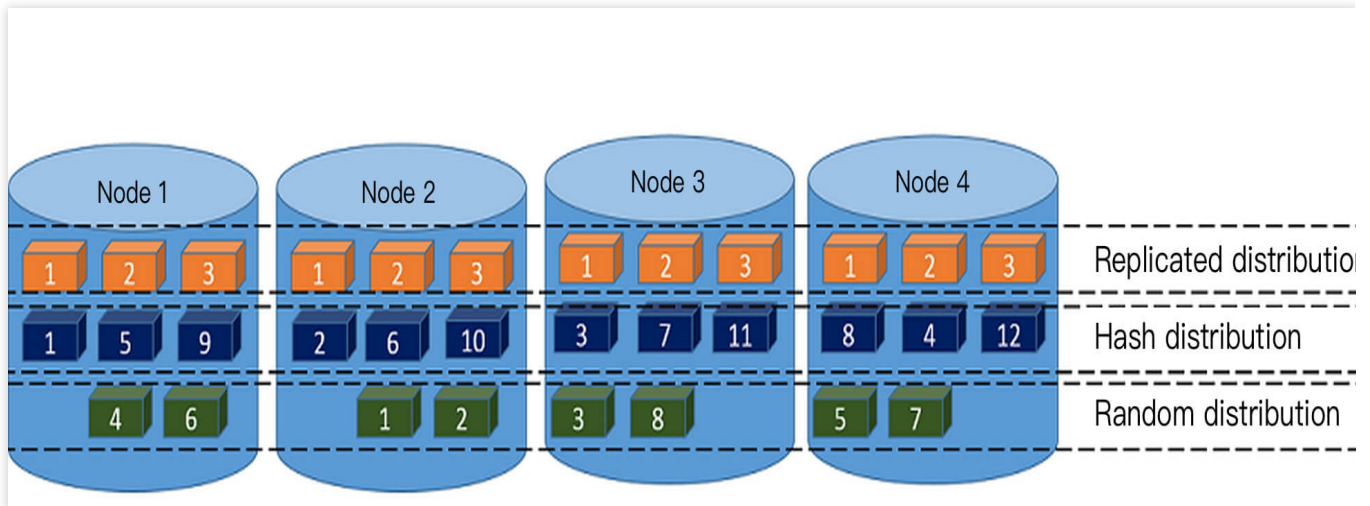 Node 1
Node 2
Node 3
Node 4
1 2 3 1 2 3 1 2 3 1 2 3
Replicated distribution
1 5 9 2 6 10 3 7 11 8 4 12
Hash distribution
4 6 1 2 3 8 5 7
Random distribution